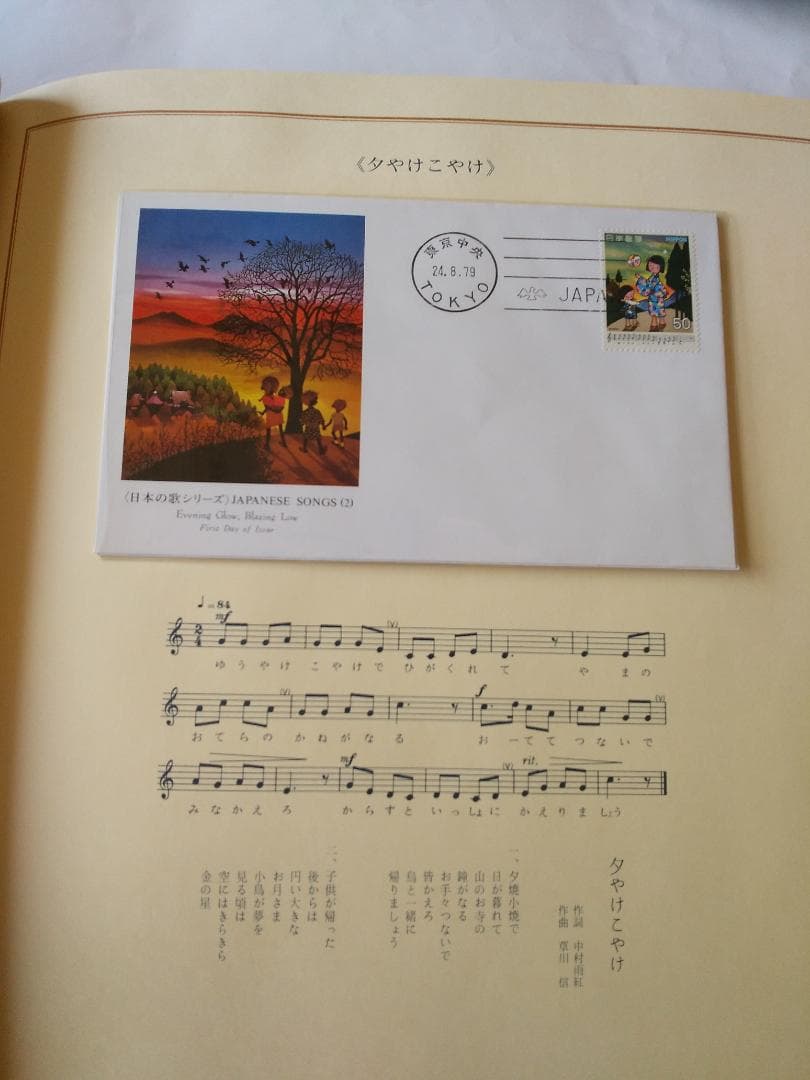 《夕やけこやけ》
東京中央
24.8.79
TOKYO
JAPA
日本郵便
NIPPON
50
〈日本の歌シリーズ〉JAPANESE SONGS (2)
Evening Glow, Blazing Low
First Day of Issue
♩=84
mf
2/4
(V)
ゆうやけ こやけで ひがくれて やまの
(V)
f
(V)
おてらの かねがなる おーててつないで
mf
(V)
rit.
みなかえろ からすといっしょに かえりましょう
夕やけこやけ
作詞 中村雨紅
作曲 草川 信
一、夕焼小焼で
日が暮れて
山のお寺の
鐘がなる
お手々つないで
皆かえろ
烏と一緒に
帰りましょう
二、子供が帰った
後からは
円い大きな
お月さま
小鳥が夢を
見る頃は
空にはきらきら
金の星